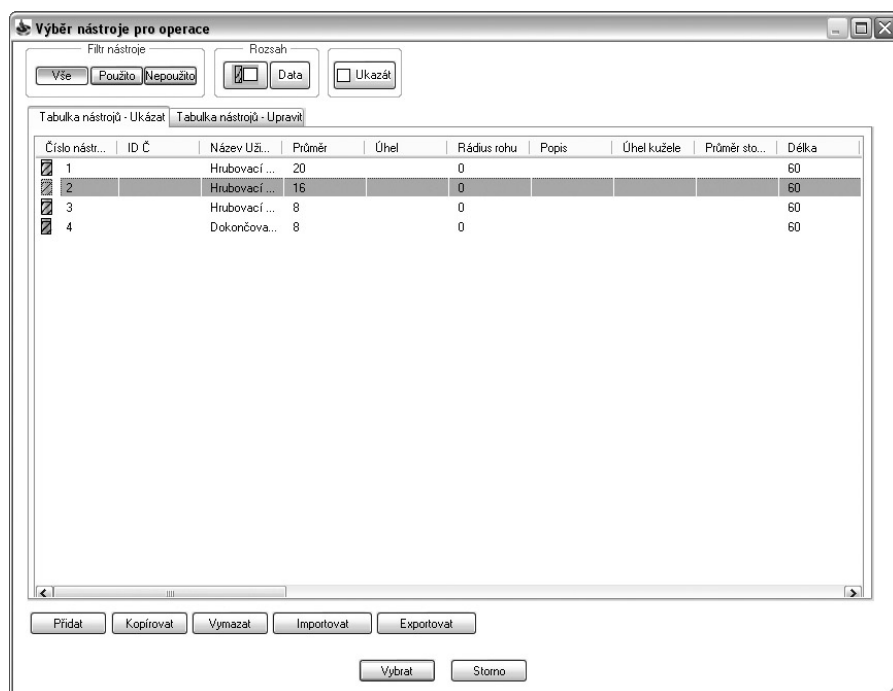 Výběr nástroje pro operace
Filtr nástroje Rozsah
Vše Použito Nepoužito Data Ukazát
Tabulka nástrojů - Ukázat Tabulka nástrojů - Upravit
Číslo nástr... ID Č Název Uži... Průměr Úhel Rádius rohu Popis Úhel kužele Průměr sto... Délka
1 Hrubovací ... 20 0 60
2 Hrubovací ... 16 0 60
3 Hrubovací ... 8 0 60
4 Dokončova... 8 0 60
Přidat Kopírovat Vymazat Importovat Exportovat
Vybrat Storno